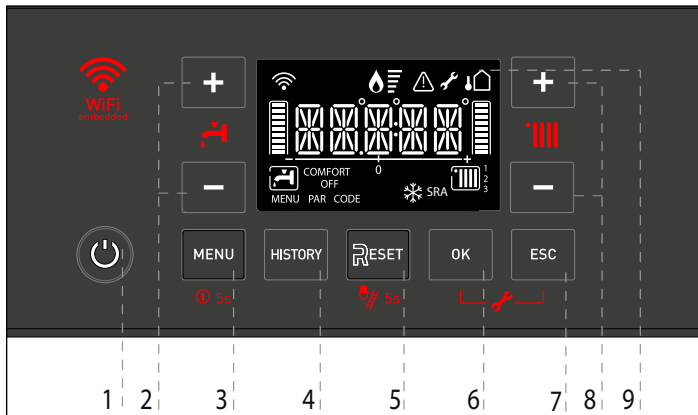 WiFi
embedded
+
+
0
- +
COMFORT
OFF
MENU PAR CODE
SRA
1
2
3
-
-
MENU
HISTORY
RESET
OK
ESC
5s
5s
1 2 3 4 5 6 7 8 9